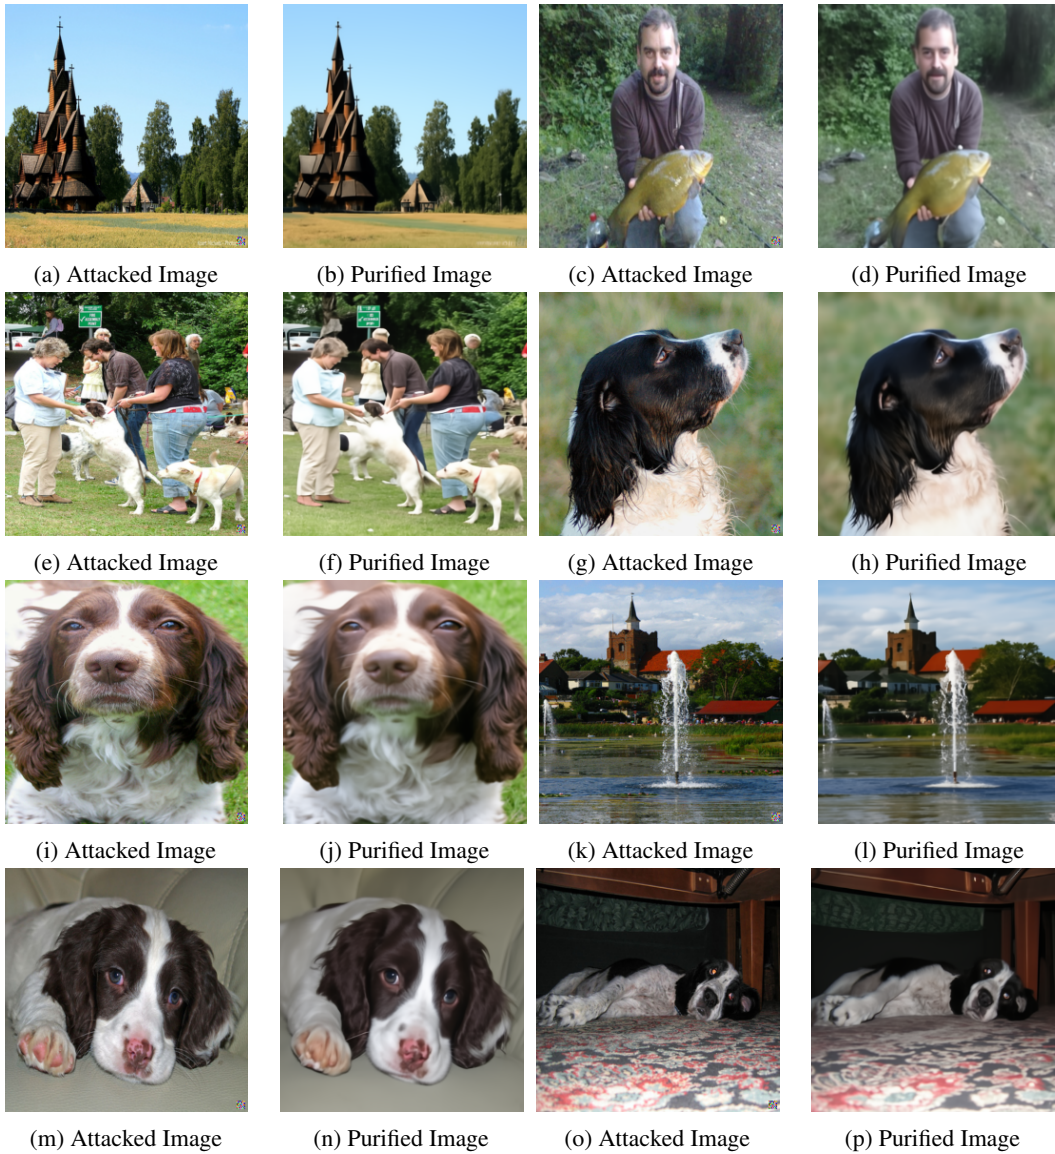 (a) Attacked Image
(b) Purified Image
(c) Attacked Image
(d) Purified Image
(e) Attacked Image
(f) Purified Image
(g) Attacked Image
(h) Purified Image
(i) Attacked Image
(j) Purified Image
(k) Attacked Image
(l) Purified Image
(m) Attacked Image
(n) Purified Image
(o) Attacked Image
(p) Purified Image